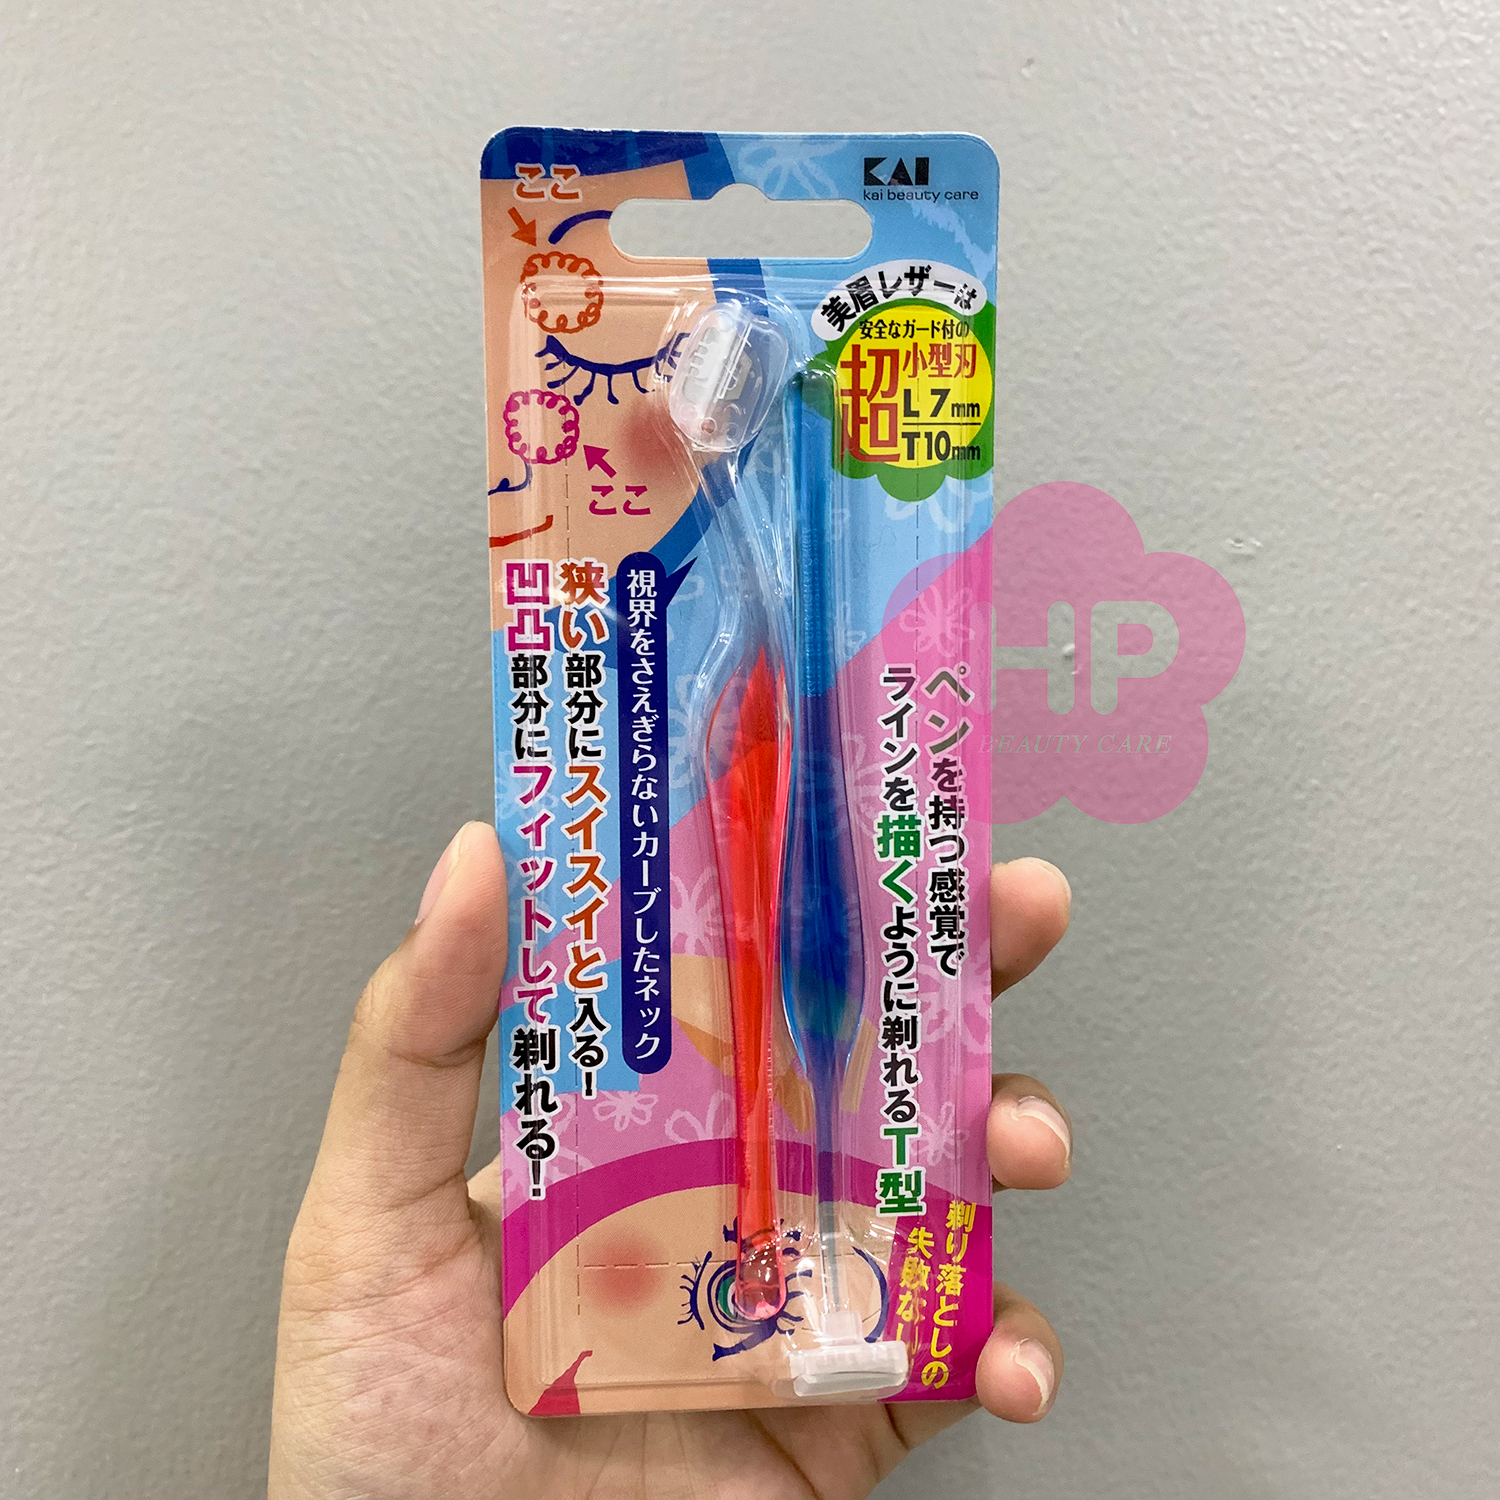 ここ
KAI
kai beauty care
美眉レザーは
安全なガード付の
超小型刃
L 7mm
T10mm
ここ
視界をさえぎらないカーブしたネック
狭い部分にスイスイと入る!
凹凸部分にフィットして剃れる!
HP
BEAUTY CARE
ペンを持つ感覚で
ラインを描くように剃れるT型
剃り落としの
失敗なし